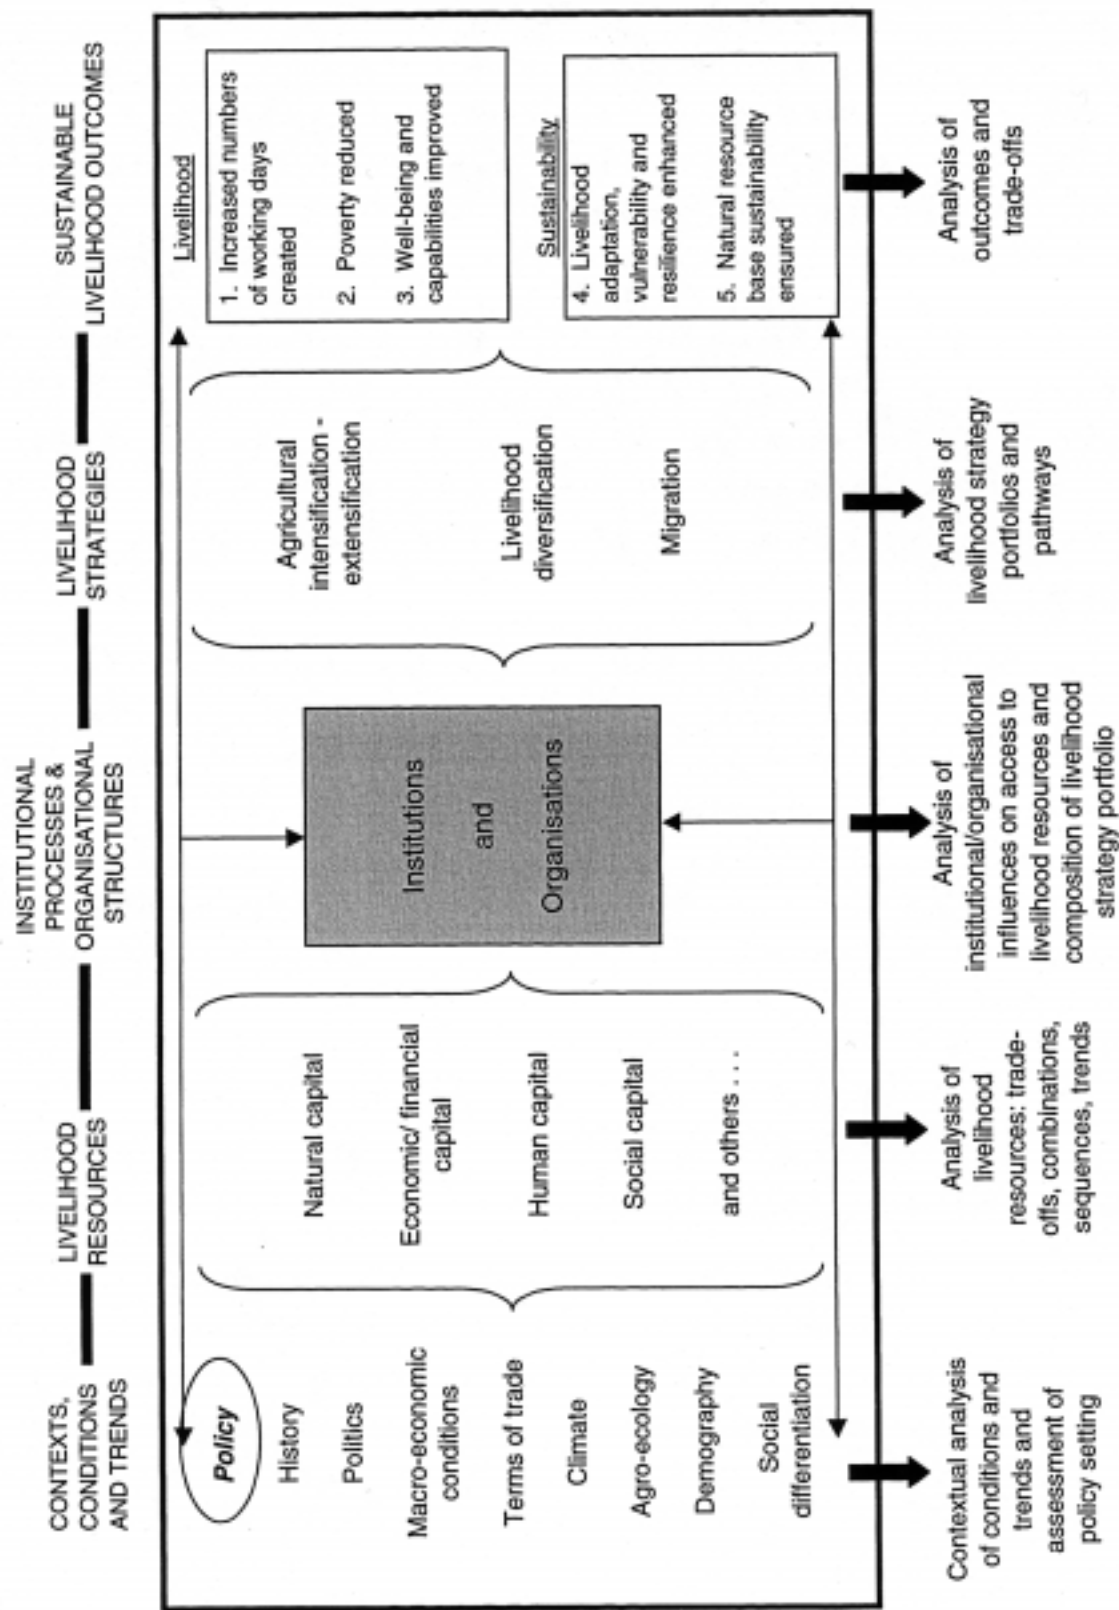 CONTEXTS,
CONDITIONS
AND TRENDS
LIVELIHOOD
RESOURCES
INSTITUTIONAL
PROCESSES &
ORGANISATIONAL
STRUCTURES
LIVELIHOOD
STRATEGIES
SUSTAINABLE
LIVELIHOOD OUTCOMES
Policy
History
Politics
Macro-economic
conditions
Terms of trade
Climate
Agro-ecology
Demography
Social
differentiation
Natural capital
Economic/ financial
capital
Human capital
Social capital
and others . . .
Institutions
and
Organisations
Agricultural
intensification -
extensification
Livelihood
diversification
Migration
Livelihood
1. Increased numbers
of working days
created
2. Poverty reduced
3. Well-being and
capabilities improved
Sustainability
4. Livelihood
adaptation,
vulnerability and
resilience enhanced
5. Natural resource
base sustainability
ensured
Contextual analysis
of conditions and
trends and
assessment of
policy setting
Analysis of
livelihood
resources: trade-
offs, combinations,
sequences, trends
Analysis of
institutional/organisational
influences on access to
livelihood resources and
composition of livelihood
strategy portfolio
Analysis of
livelihood strategy
portfolios and
pathways
Analysis of
outcomes and
trade-offs